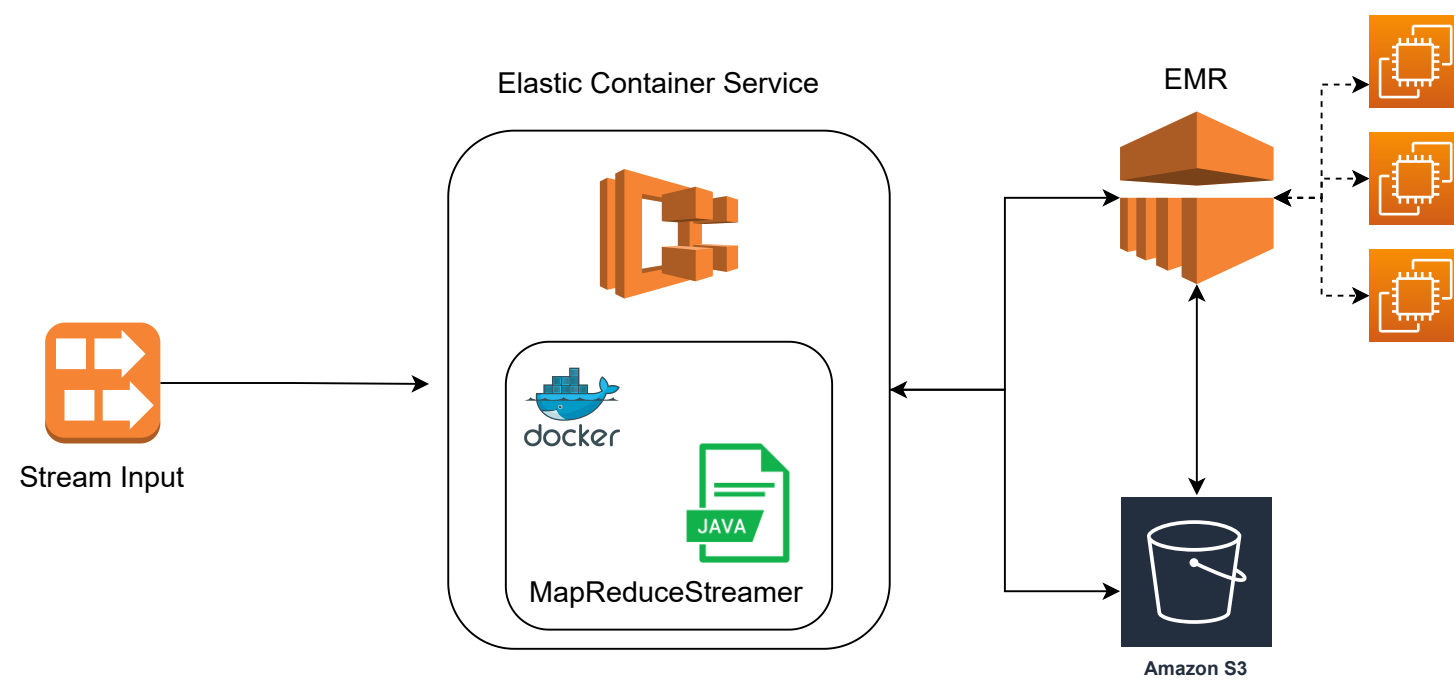 Elastic Container Service
EMR
docker
JAVA
Stream Input
MapReduceStreamer
Amazon S3